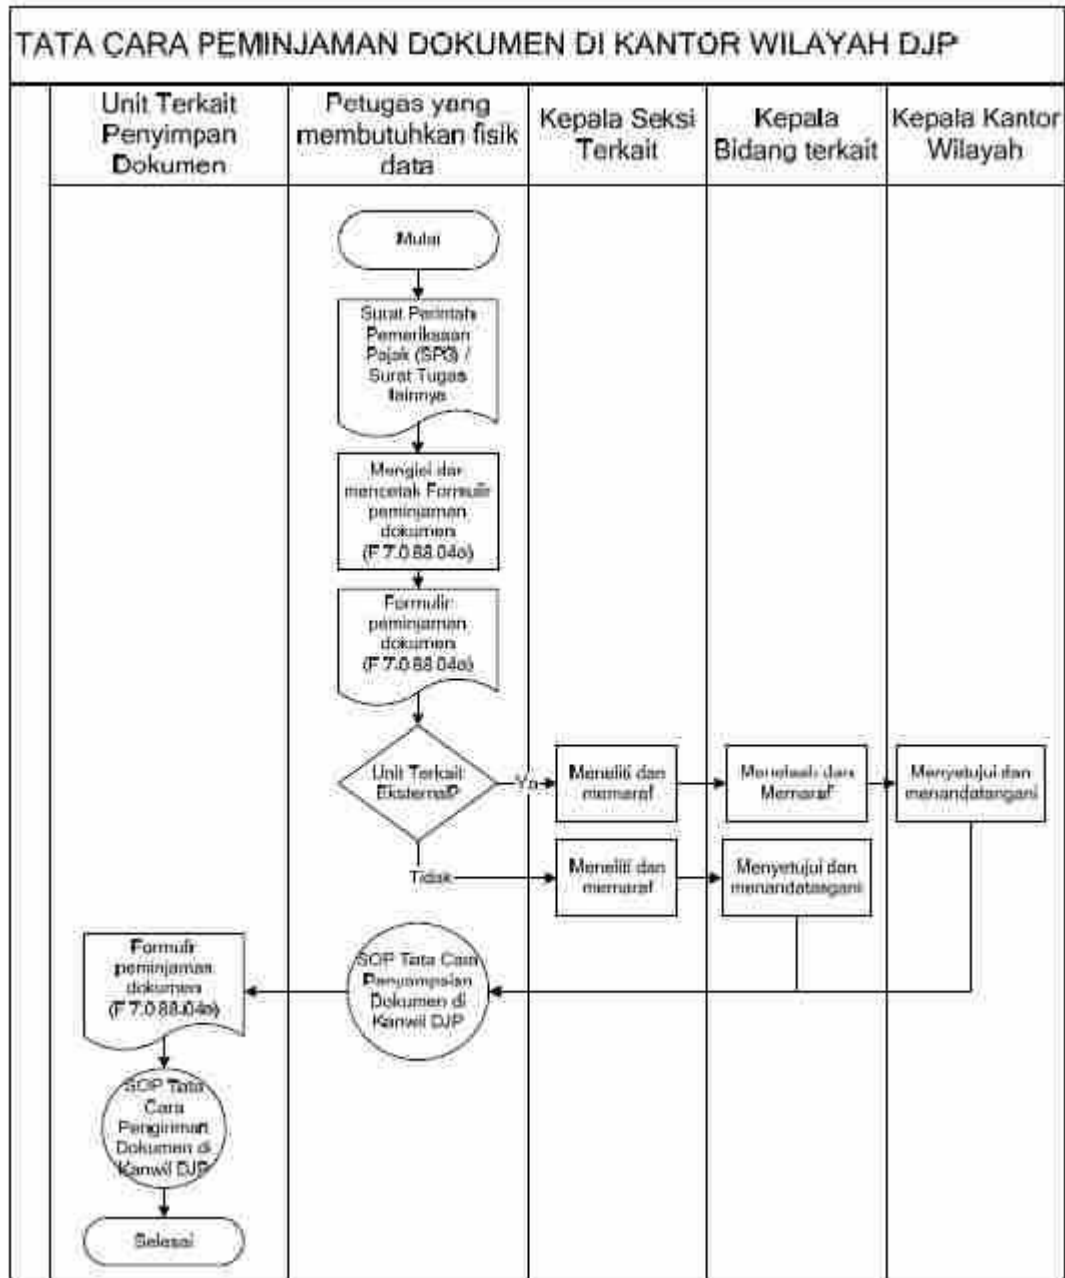 TATA CARA PEMINJAMAN DOKUMEN DI KANTOR WILAYAH DJP
Unit Terkait
Penyimpan
Dokumen
Petugas yang
membutuhkan fisik
data
Kepala Seksi
Terkait
Kepala
Bidang terkait
Kepala Kantor
Wilayah
Mulai
Surat Perintah
Pemeriksaan
Pajak (SP3) /
Surat Tugas
lainnya
Mengisi dan
mencetak Formulir
peminjaman
dokumen
Formulir
peminjaman
dokumen
Unit Terkait
Eksternal?
Ya
Meneliti dan
memaraf
Menelaah dan
Memaraf
Menyetujui dan
menandatangani
Tidak
Meneliti dan
memaraf
Menyetujui dan
menandatangani
SOP Tata Cara
Penyampaian
Dokumen di
Kanwil DJP
Formulir
peminjaman
dokumen
SOP Tata
Cara
Pengiriman
Dokumen di
Kanwil DJP
Selesai